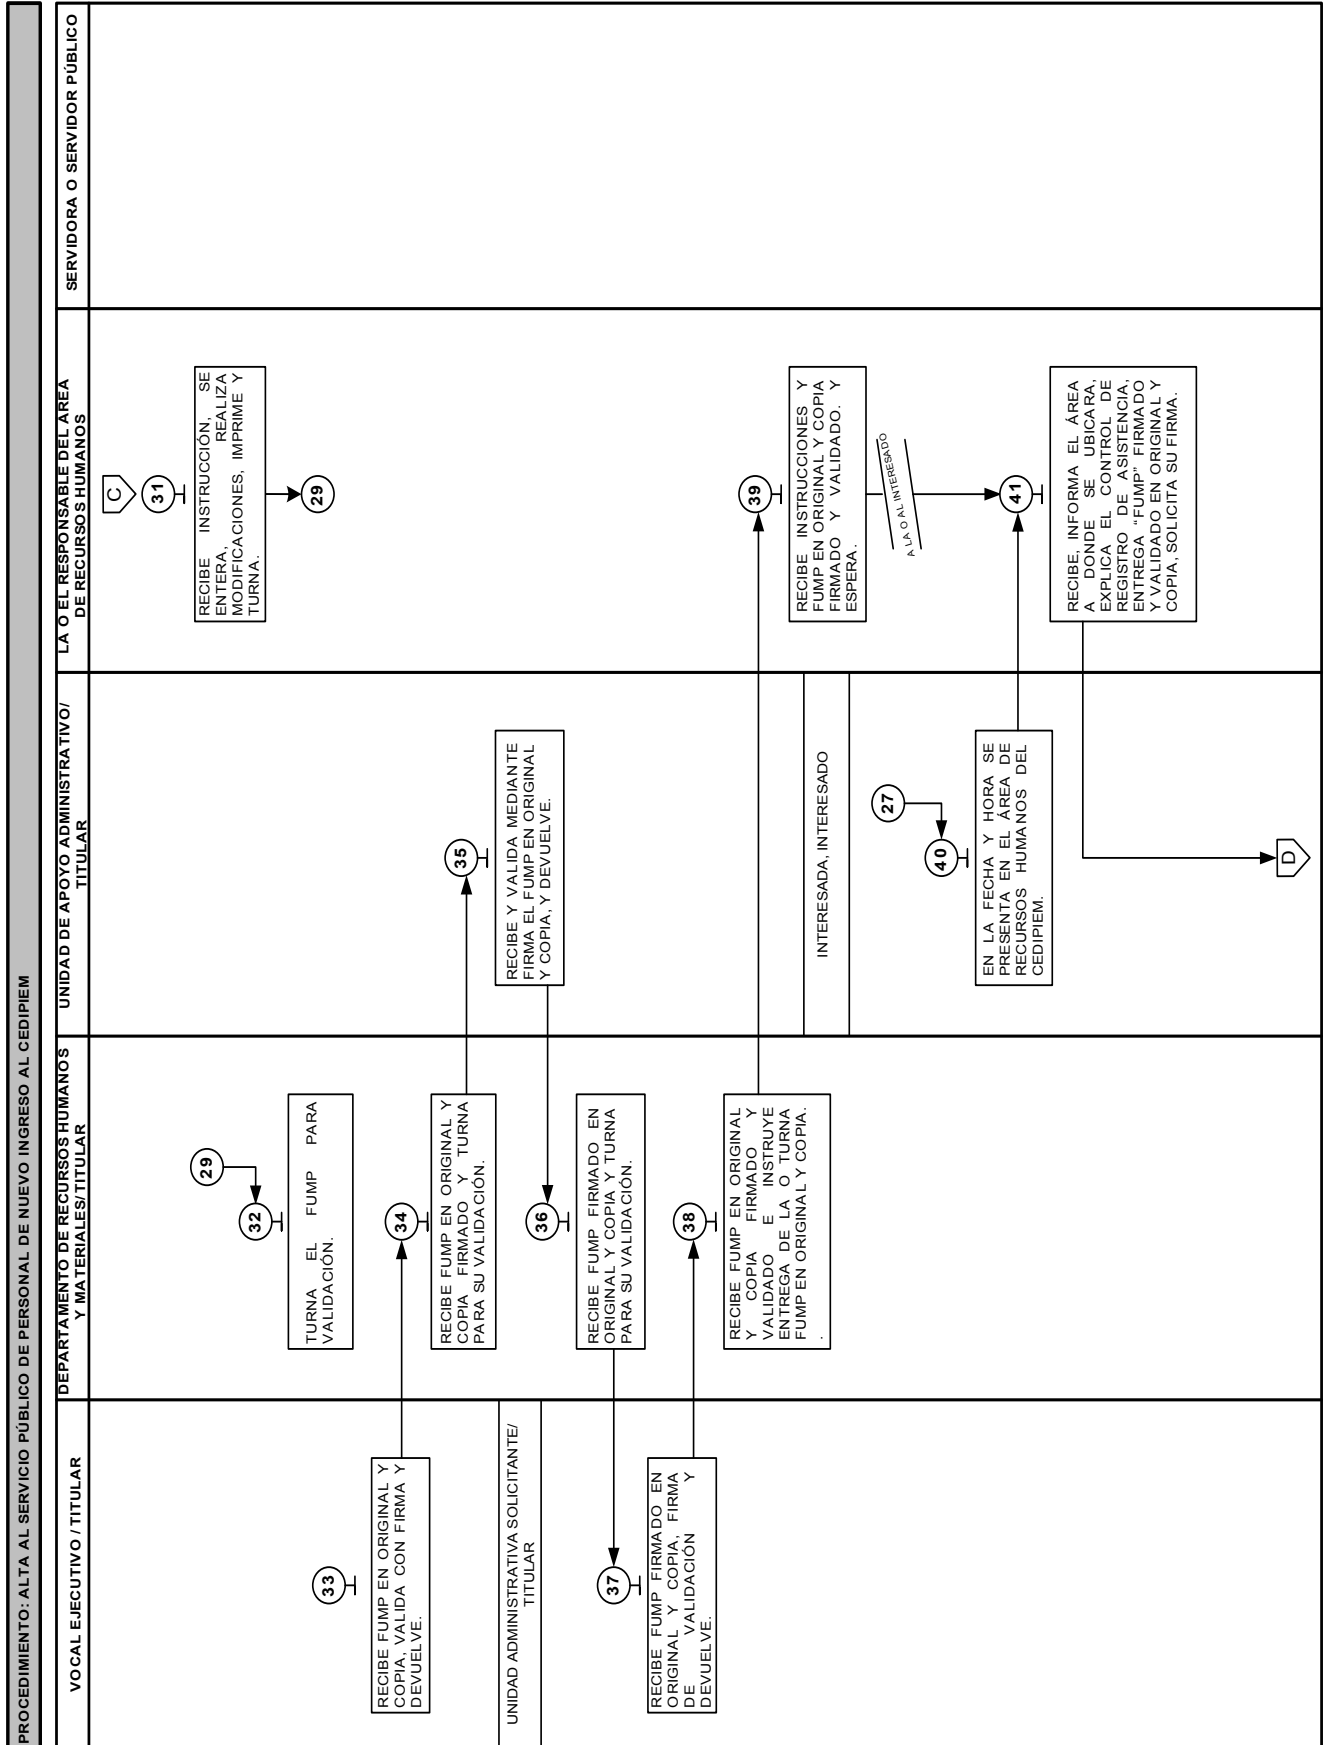 PROCEDIMIENTO: ALTA AL SERVICIO PÚBLICO DE PERSONAL DE NUEVO INGRESO AL CEDIPIEM
VOCAL EJECUTIVO / TITULAR
DEPARTAMENTO DE RECURSOS HUMANOS
Y MATERIALES/TITULAR
UNIDAD DE APOYO ADMINISTRATIVO/
TITULAR
LA O EL RESPONSABLE DEL AREA
DE RECURSOS HUMANOS
SERVIDORA O SERVIDOR PÚBLICO
C
31
RECIBE INSTRUCCIÓN, SE
ENTERA, REALIZA
MODIFICACIONES, IMPRIME Y
TURNA.
29
29
32
TURNA EL FUMP PARA
VALIDACIÓN.
33
RECIBE FUMP EN ORIGINAL Y
COPIA, VALIDA CON FIRMA Y
DEVUELVE.
34
RECIBE FUMP EN ORIGINAL Y
COPIA FIRMADO Y TURNA
PARA SU VALIDACIÓN.
35
RECIBE Y VALIDA MEDIANTE
FIRMA EL FUMP EN ORIGINAL
Y COPIA, Y DEVUELVE.
UNIDAD ADMINISTRATIVA SOLICITANTE/
TITULAR
36
RECIBE FUMP FIRMADO EN
ORIGINAL Y COPIA Y TURNA
PARA SU VALIDACIÓN.
37
RECIBE FUMP FIRMADO EN
ORIGINAL Y COPIA, FIRMA
DE VALIDACIÓN Y
DEVUELVE.
38
RECIBE FUMP EN ORIGINAL
Y COPIA FIRMADO Y
VALIDADO E INSTRUYE
ENTREGA DE LA O TURNA
FUMP EN ORIGINAL Y COPIA.
.
39
RECIBE INSTRUCCIONES Y
FUMP EN ORIGINAL Y COPIA
FIRMADO Y VALIDADO. Y
ESPERA.
A LA O AL INTERESADO
INTERESADA, INTERESADO
27
40
EN LA FECHA Y HORA SE
PRESENTA EN EL ÁREA DE
RECURSOS HUMANOS DEL
CEDIPIEM.
41
RECIBE, INFORMA EL ÁREA
A DONDE SE UBICARA,
EXPLICA EL CONTROL DE
REGISTRO DE ASISTENCIA,
ENTREGA “FUMP” FIRMADO
Y VALIDADO EN ORIGINAL Y
COPIA, SOLICITA SU FIRMA.
D